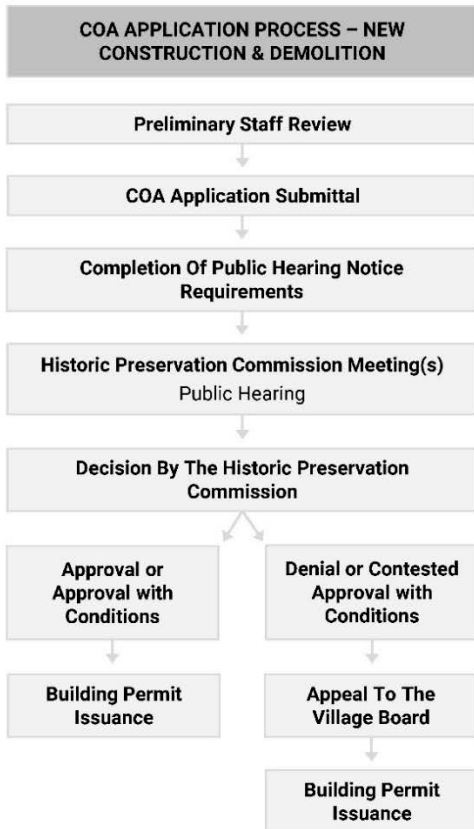 COA APPLICATION PROCESS – NEW
CONSTRUCTION & DEMOLITION
Preliminary Staff Review
COA Application Submittal
Completion Of Public Hearing Notice
Requirements
Historic Preservation Commission Meeting(s)
Public Hearing
Decision By The Historic Preservation
Commission
Approval or
Approval with
Conditions
Building Permit
Issuance
Denial or Contested
Approval with
Conditions
Appeal To The
Village Board
Building Permit
Issuance